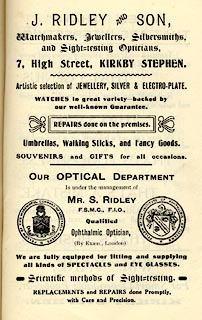 J. RIDLEY AND SON,
Watchmakers, Jewellers, Silversmiths,
and Sight=testing Opticians,
7, High Street, KIRKBY STEPHEN.
Artistic selection of JEWELLERY, SILVER & ELECTRO-PLATE.
WATCHES in great variety—backed by
our well-known Guarantee.
REPAIRS done on the premises.
Umbrellas, Walking Sticks, and Fancy Goods.
SOUVENIRS and GIFTS for all occasions.
OUR OPTICAL DEPARTMENT
Is under the management of
MR. S. RIDLEY
F.S.M.C., F.I.O.,
Qualified
Ophthalmic Optician,
(By Exam., London)
We are fully equipped for fitting and supplying
all kinds of SPECTACLES and EYE GLASSES.
Scientific methods of Sight=testing.
REPLACEMENTS and REPAIRS done Promptly,
with Care and Precision.